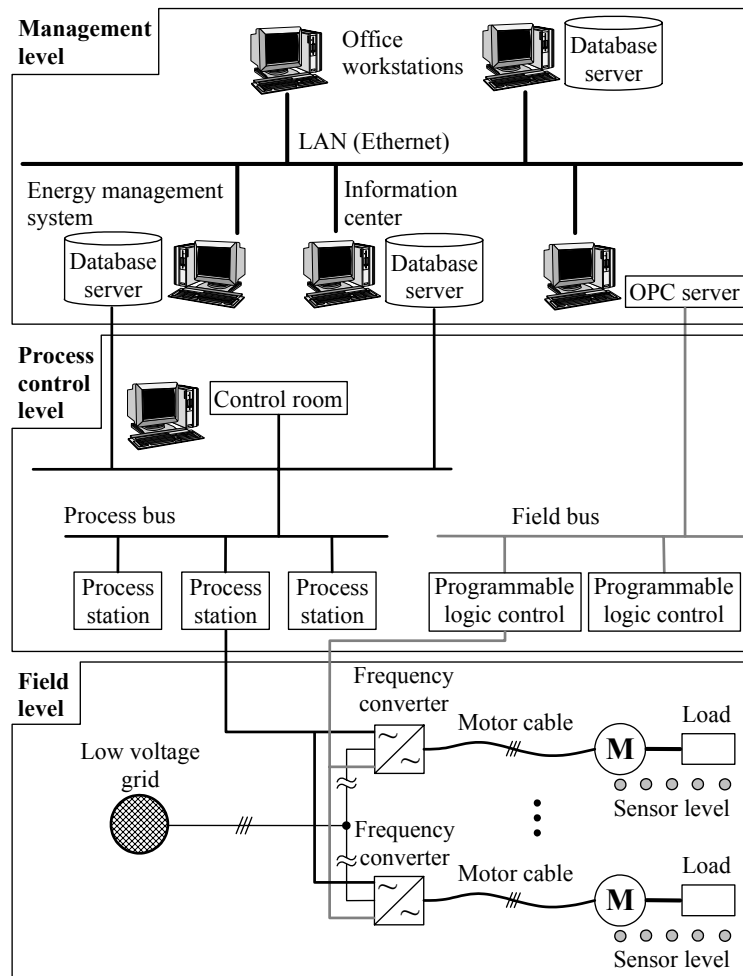 Management
level
Office
workstations
Database
server
LAN (Ethernet)
Energy management
system
Information
center
Database
server
Database
server
OPC server
Process
control
level
Control room
Process bus
Field bus
Process
station
Process
station
Process
station
Programmable
logic control
Programmable
logic control
Field
level
Frequency
converter
Motor cable
M
Load
Low voltage
grid
Sensor level
Frequency
converter
Motor cable
M
Load
Sensor level